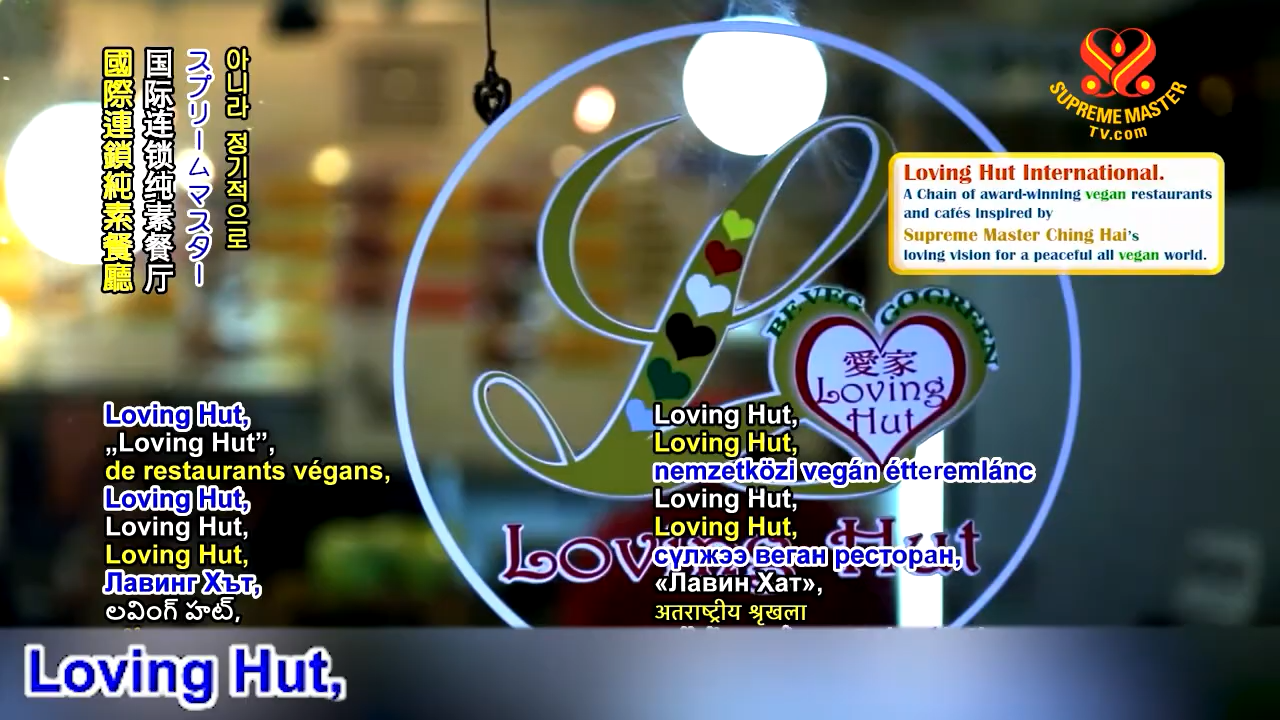 國際連鎖純素餐廳
国际连锁纯素餐厅
スプリームマスター
아니라 정기적으로
SUPREME MASTER
TV.com
Loving Hut International.
A Chain of award-winning vegan restaurants
and cafés inspired by
Supreme Master Ching Hai's
loving vision for a peaceful all vegan world.
BE VEG GO GREEN
愛家
Loving
Hut
Loving Hut
Loving Hut,
„Loving Hut”,
de restaurants végans,
Loving Hut,
Loving Hut,
Loving Hut,
Лавинг Хът,
లవింగ్ హట్,
Loving Hut,
Loving Hut,
nemzetközi vegán étteremlánc
Loving Hut,
Loving Hut,
сүлжээ веган ресторан,
«Лавин Хат»,
अतराष्ट्रीय श्रृखला
Loving Hut,